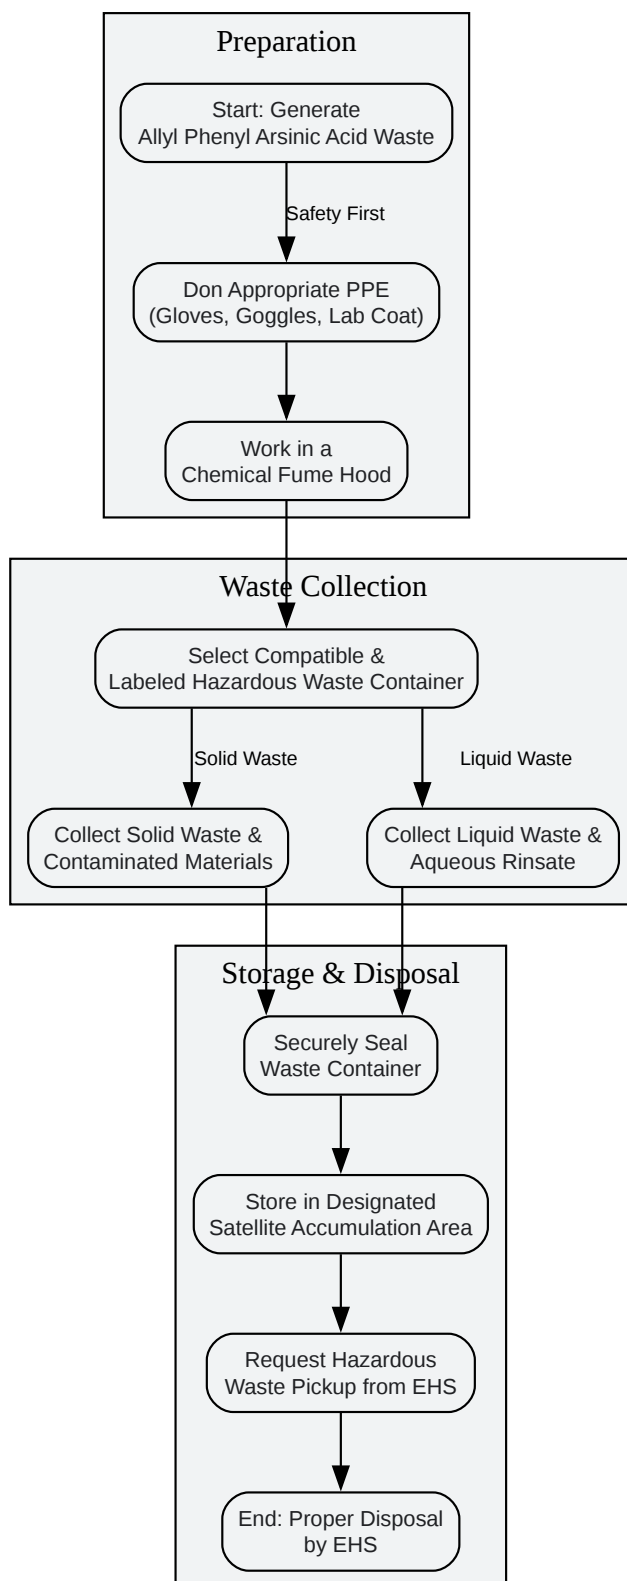 Preparation
Start: Generate
Allyl Phenyl Arsinic Acid Waste
Safety First
Don Appropriate PPE
(Gloves, Goggles, Lab Coat)
Work in a
Chemical Fume Hood
Waste Collection
Select Compatible &
Labeled Hazardous Waste Container
Solid Waste
Liquid Waste
Collect Solid Waste &
Contaminated Materials
Collect Liquid Waste &
Aqueous Rinsate
Storage & Disposal
Securely Seal
Waste Container
Store in Designated
Satellite Accumulation Area
Request Hazardous
Waste Pickup from EHS
End: Proper Disposal
by EHS